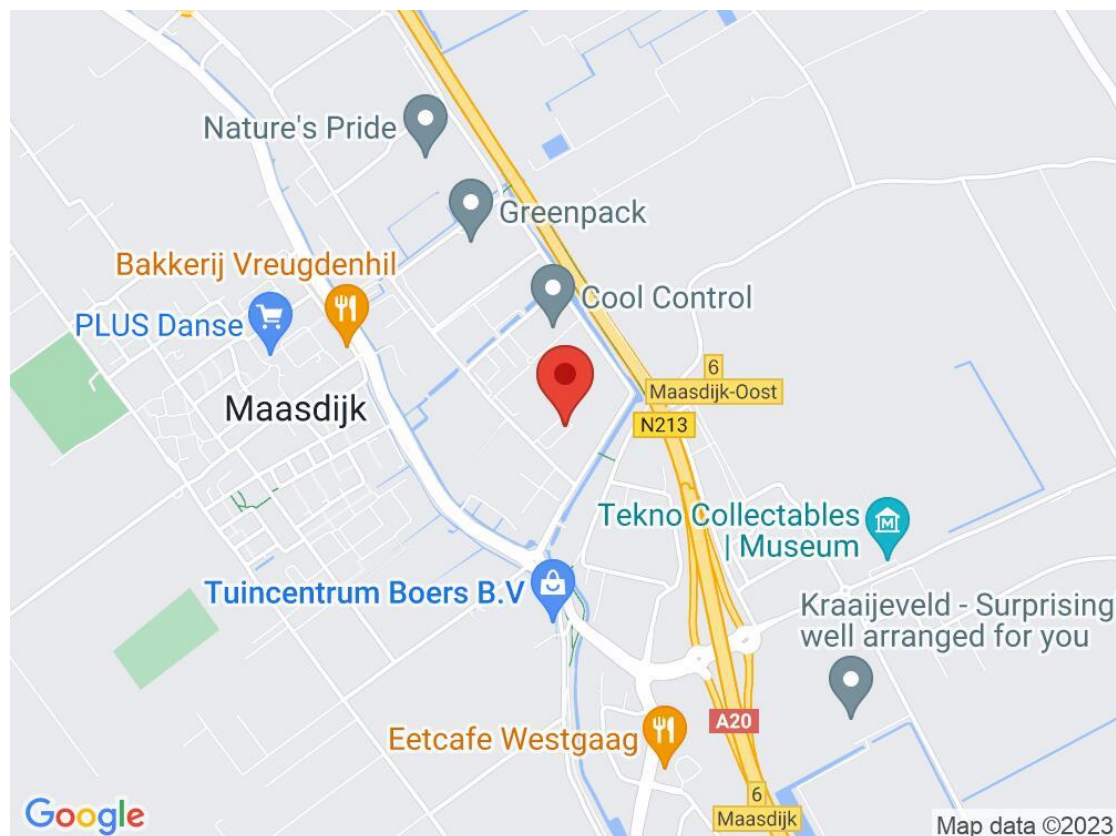 Nature's Pride
Greenpack
Bakkerij Vreugdenhil
Cool Control
PLUS Danse
6
Maasdijk-Oost
Maasdijk
N213
Tekno Collectables
| Museum
Tuincentrum Boers B.V
Kraaijeveld - Surprising
well arranged for you
A20
Eetcafe Westgaag
6
Maasdijk
Google
Map data ©2023